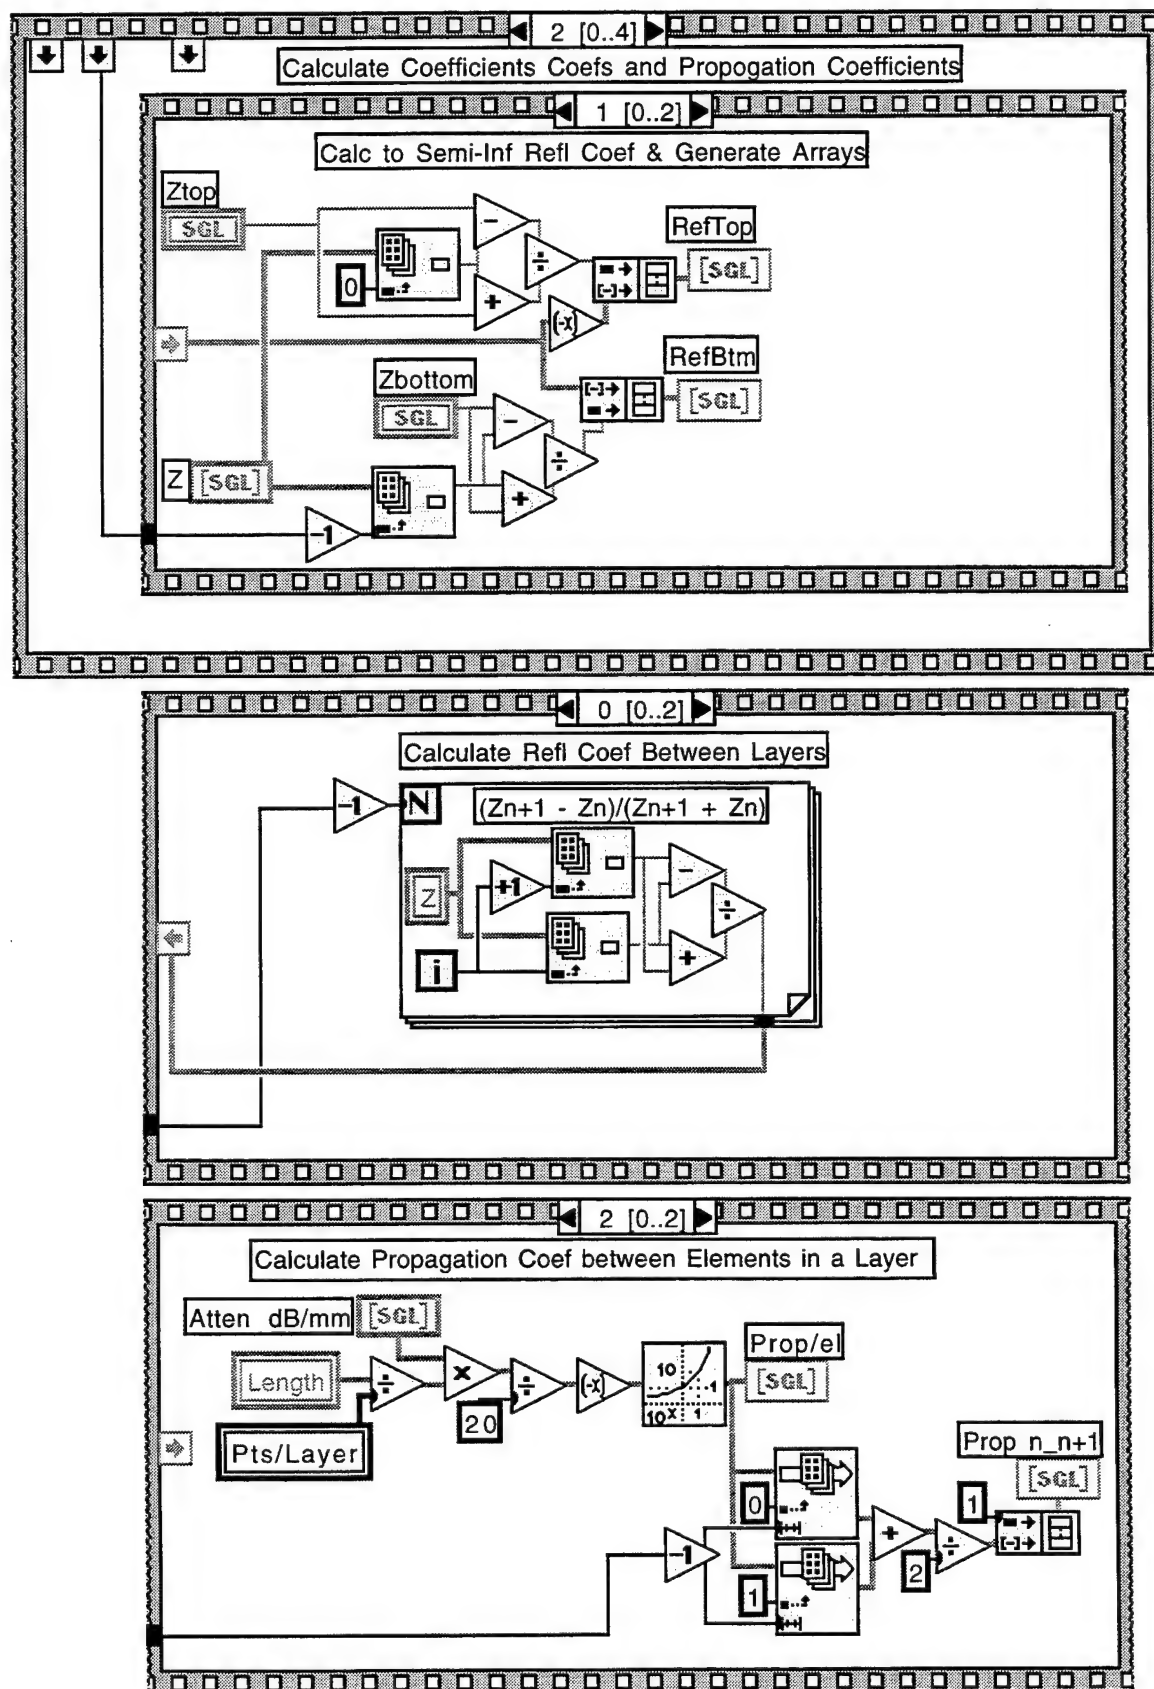 2 [0..4]
Calculate Coefficients Coefs and Propogation Coefficients
1 [0..2]
Calc to Semi-Inf Refl Coef & Generate Arrays
Ztop
SGL
RefTop
[SGL]
0
-
÷
+
(-X)
RefBtm
[SGL]
Zbottom
SGL
-
÷
+
Z [SGL]
-1
0 [0..2]
Calculate Refl Coef Between Layers
-1
N
(Zn+1 - Zn)/(Zn+1 + Zn)
Z
+1
-
÷
+
i
2 [0..2]
Calculate Propagation Coef between Elements in a Layer
Atten dB/mm [SGL]
Prop/el
[SGL]
Length
÷
x
÷
(-X)
10
1
10x
1
20
Pts/Layer
Prop n_n+1
[SGL]
0
1
-1
+
÷
1
2